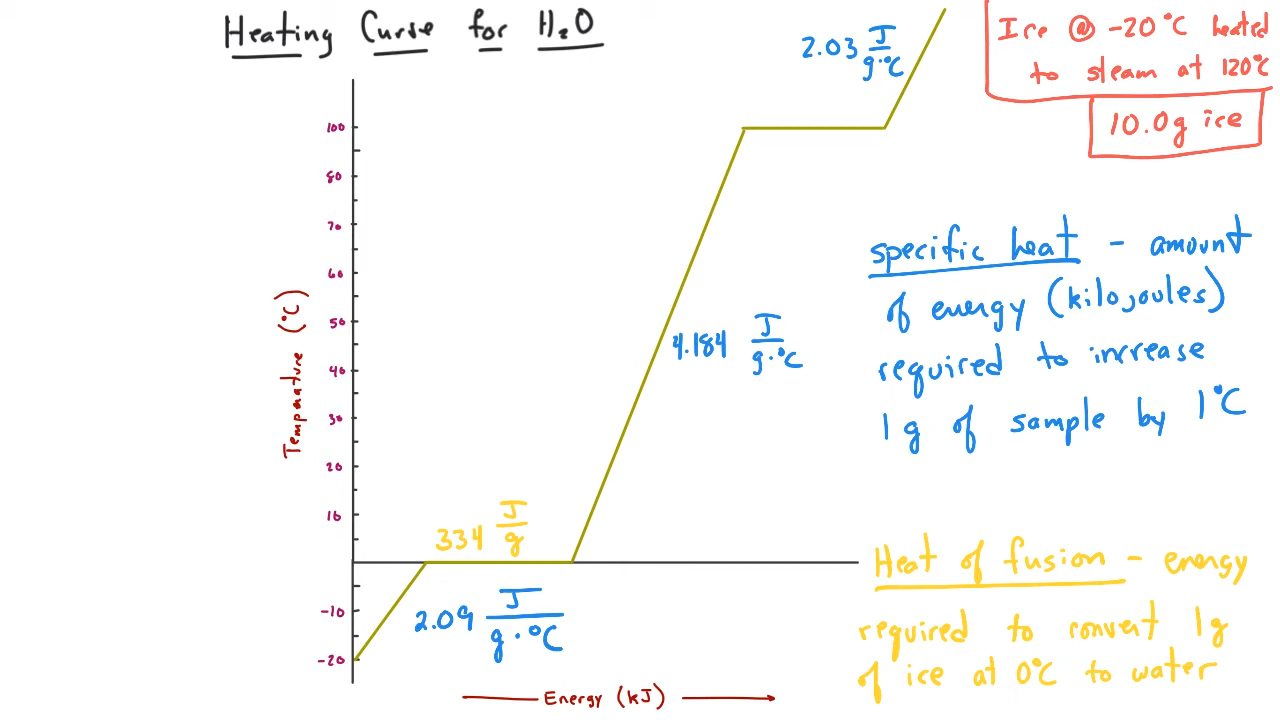 Heating Curve for H₂O
2.03 J/g·°C
Ice @ -20°C heated
to steam at 120°C
10.0g ice
100
80
70
60
50
40
30
20
10
-10
-20
Temperature (°C)
specific heat - amount
of energy (kilojoules)
required to increase
1g of sample by 1°C
4.184 J/g·°C
334 J/g
2.09 J/g·°C
Heat of fusion - energy
required to convert 1g
of ice at 0°C to water
Energy (kJ)